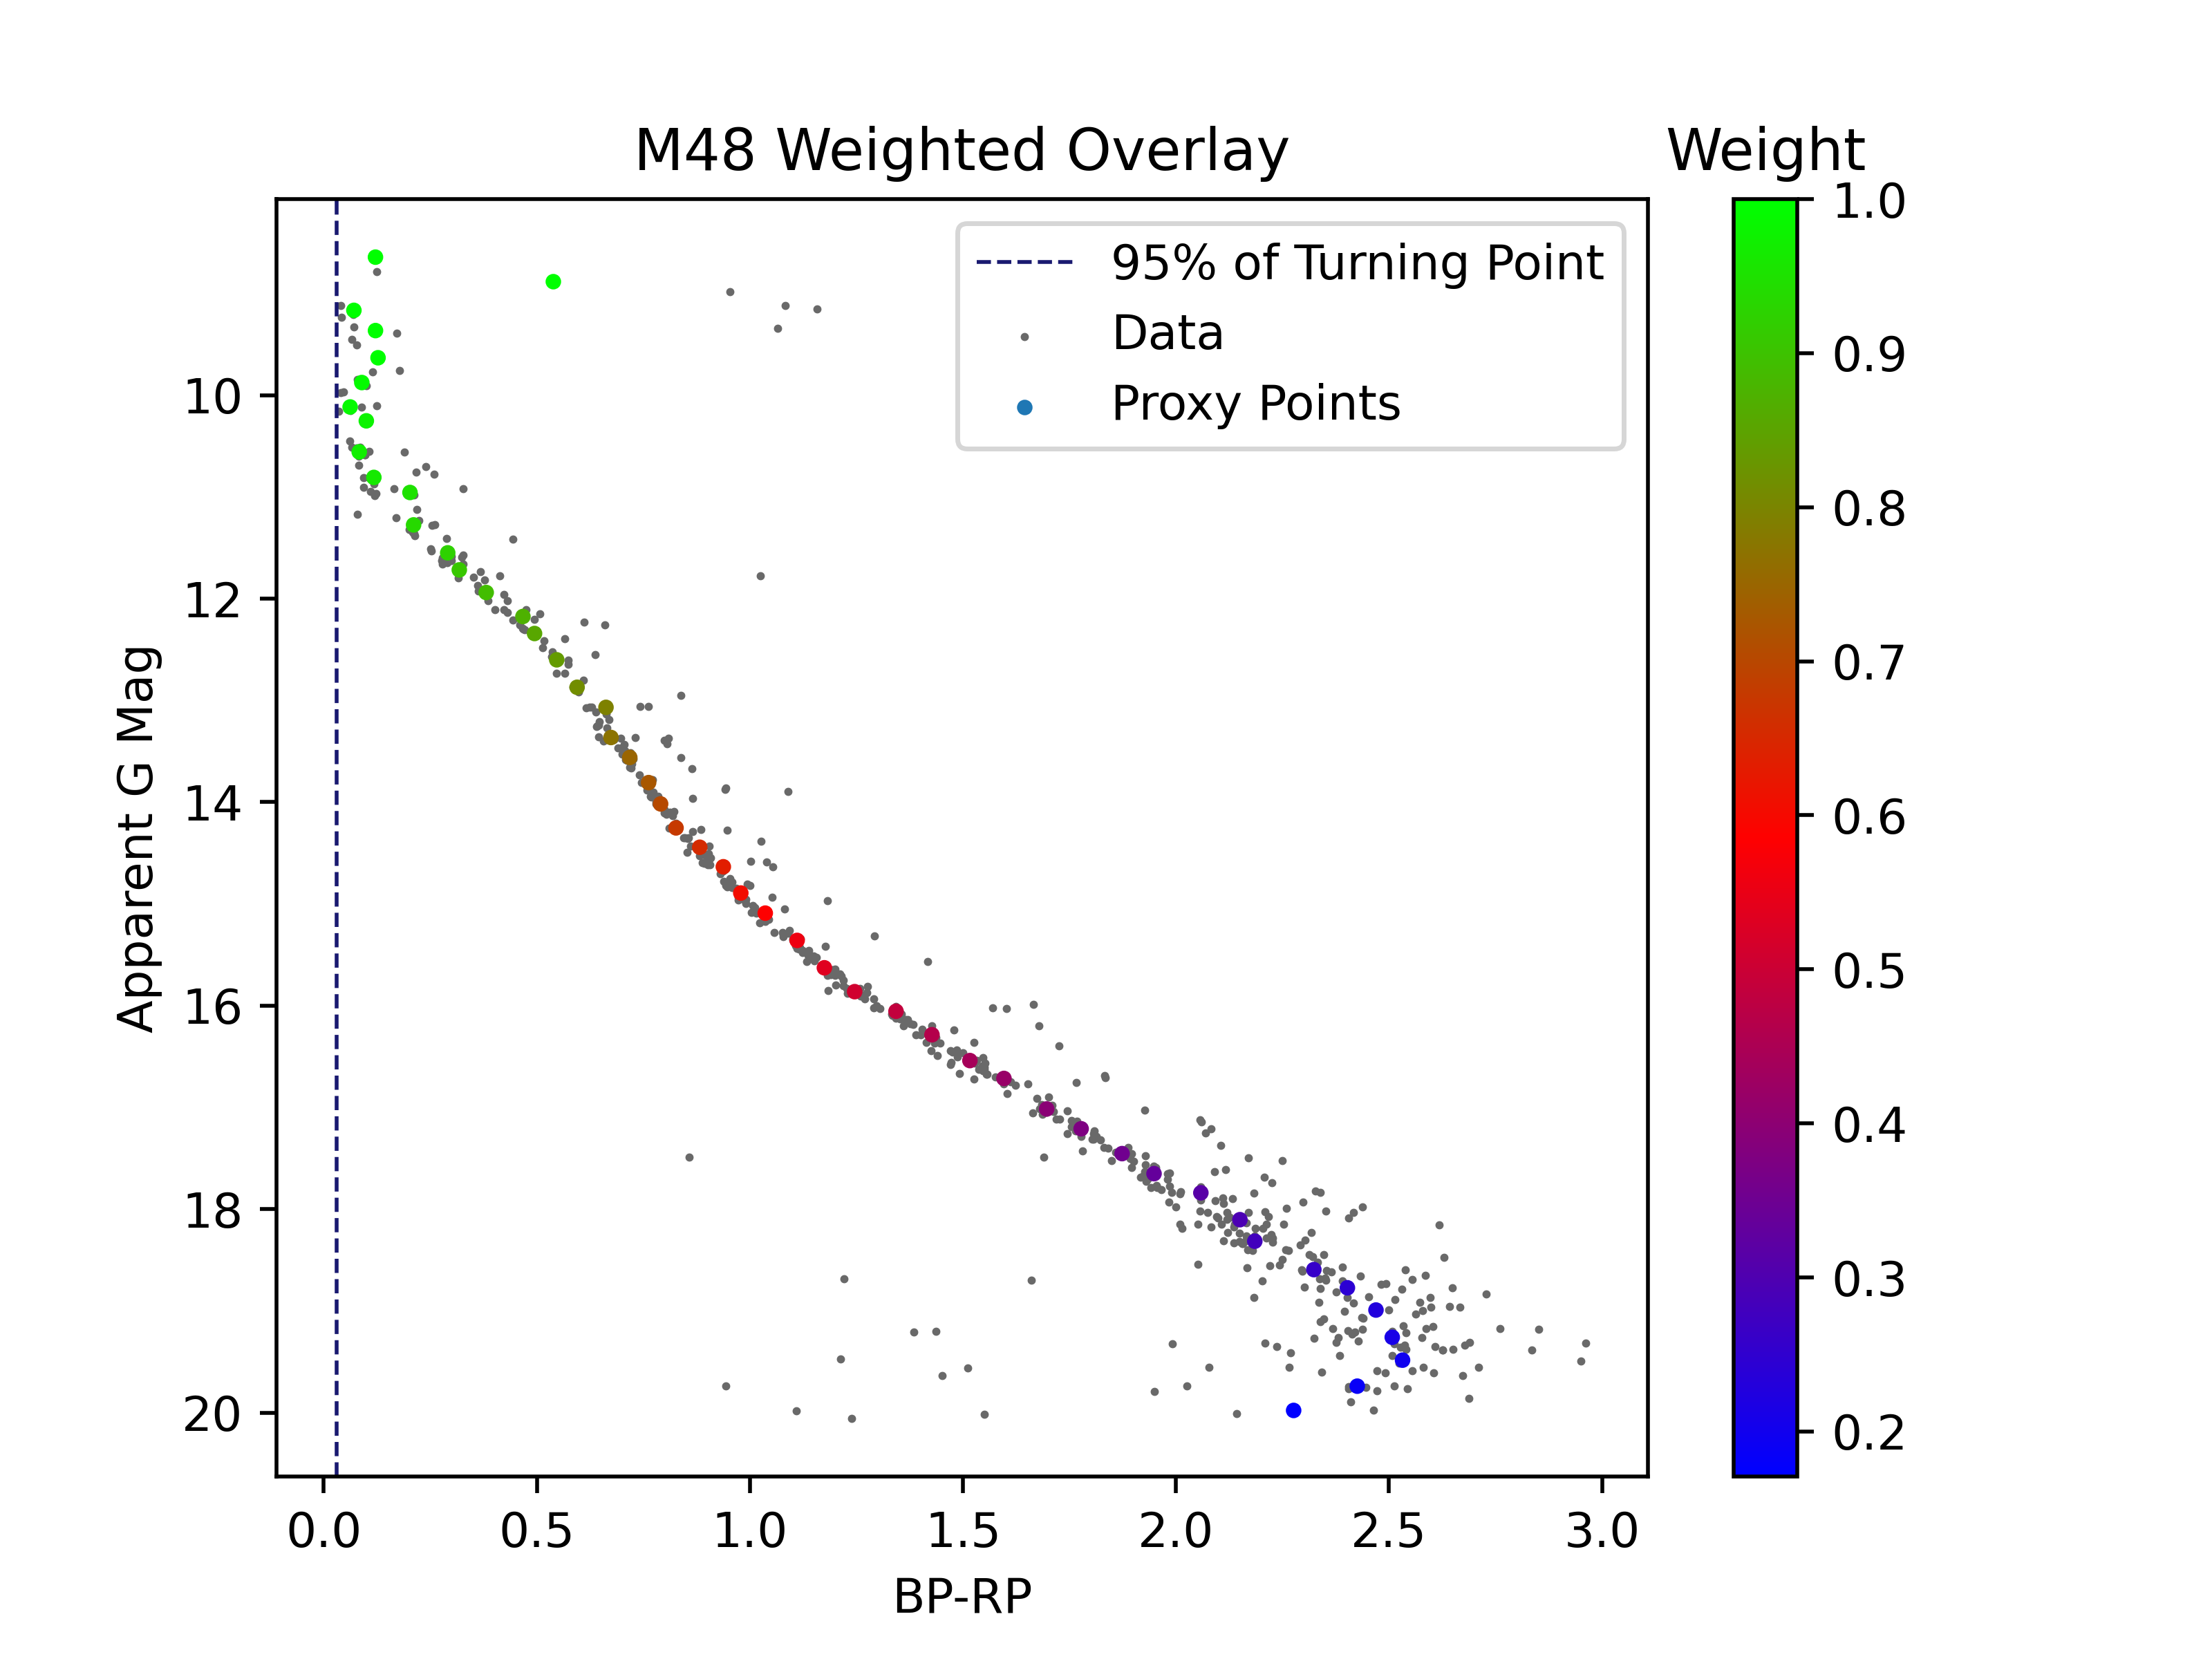 M48 Weighted Overlay
Weight
95% of Turning Point
Data
Proxy Points
Apparent G Mag
10
12
14
16
18
20
0.0 0.5 1.0 1.5 2.0 2.5 3.0
BP-RP
1.0
0.9
0.8
0.7
0.6
0.5
0.4
0.3
0.2